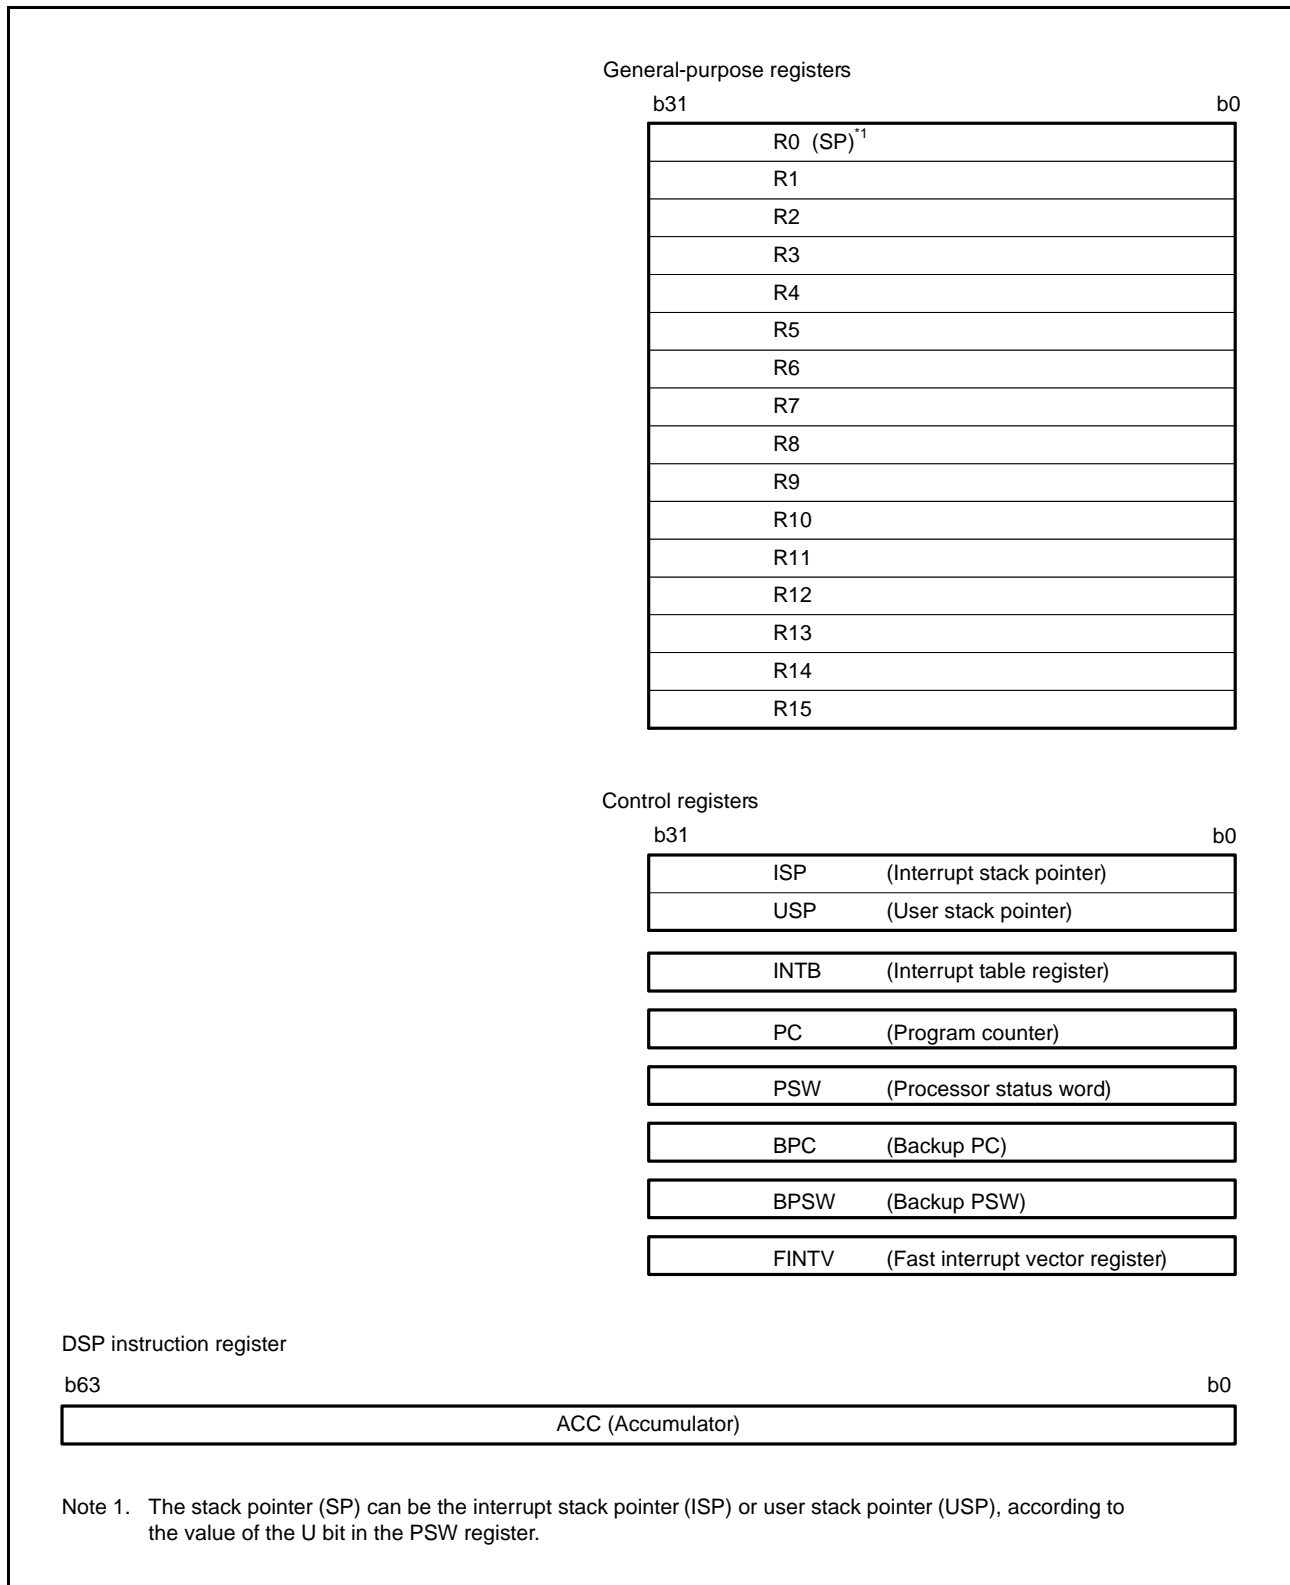 General-purpose registers
b31 b0
R0 (SP)*1
R1
R2
R3
R4
R5
R6
R7
R8
R9
R10
R11
R12
R13
R14
R15
Control registers
b31 b0
ISP (Interrupt stack pointer)
USP (User stack pointer)
INTB (Interrupt table register)
PC (Program counter)
PSW (Processor status word)
BPC (Backup PC)
BPSW (Backup PSW)
FINTV (Fast interrupt vector register)
DSP instruction register
b63 b0
ACC (Accumulator)
Note 1. The stack pointer (SP) can be the interrupt stack pointer (ISP) or user stack pointer (USP), according to
the value of the U bit in the PSW register.